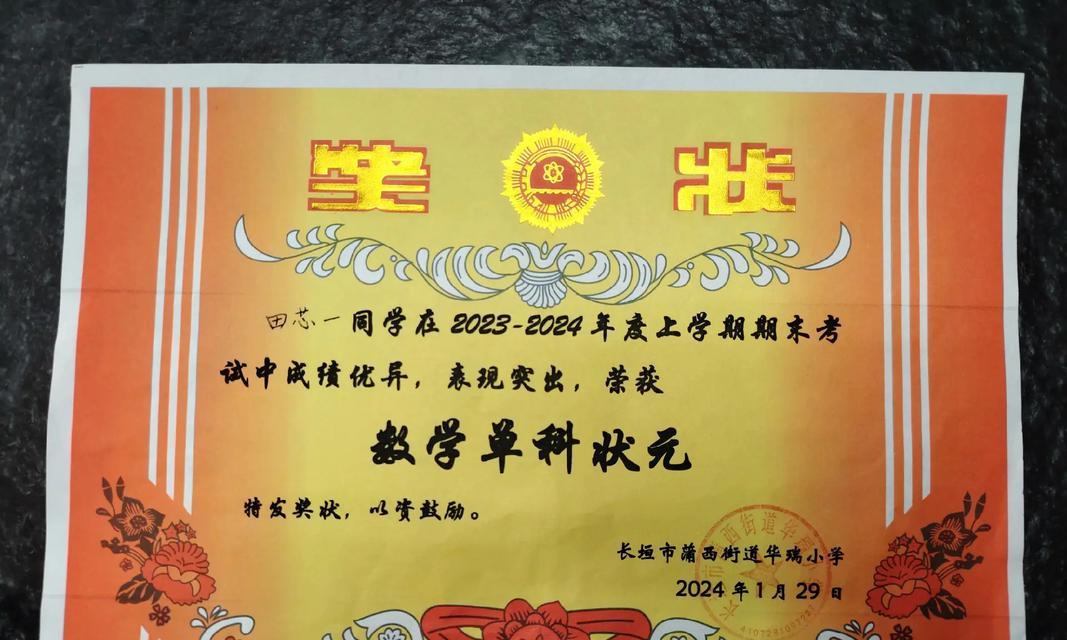 奖 状
田芯一同学在2023-2024年度上学期期末考
试中成绩优异，表现突出，荣获
数学单科状元
特发奖状，以资鼓励。
长垣市蒲西街道华瑞小学
2024年1月29日